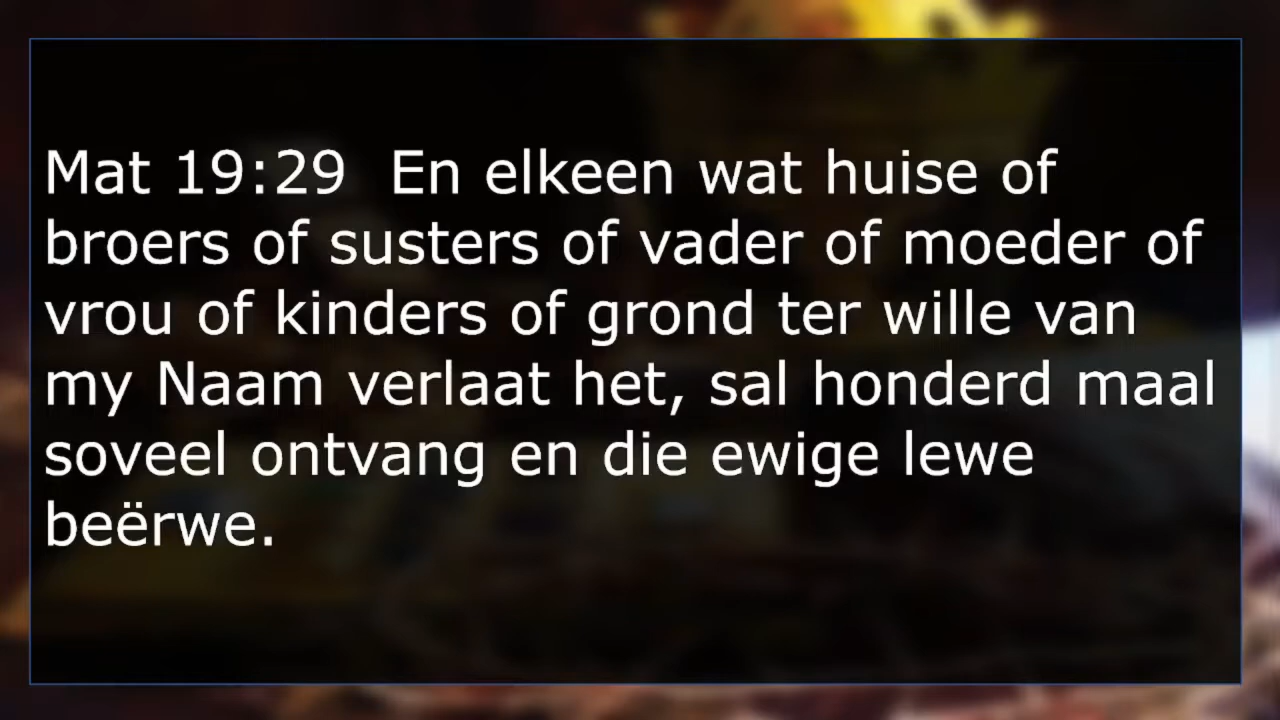 Mat 19:29  En elkeen wat huise of
broers of susters of vader of moeder of
vrou of kinders of grond ter wille van
my Naam verlaat het, sal honderd maal
soveel ontvang en die ewige lewe
beërwe.